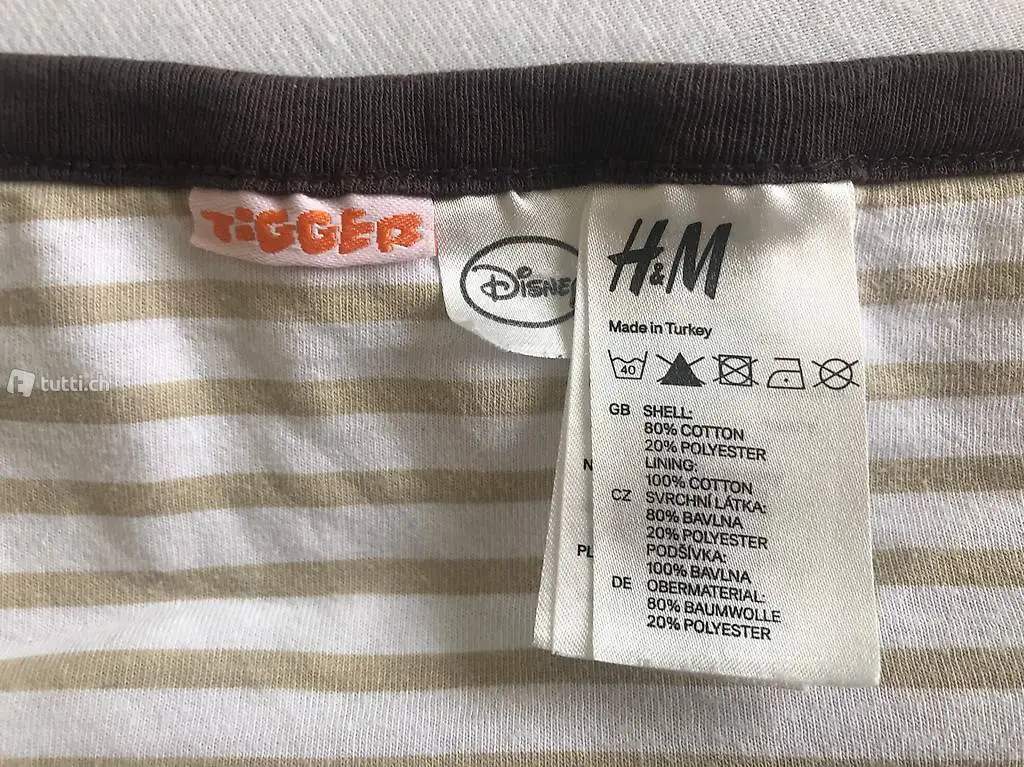 TIGGER
Disney
H&M
Made in Turkey
40
GB SHELL:
80% COTTON
20% POLYESTER
LINING:
100% COTTON
CZ SVRCHNÍ LÁTKA:
80% BAVLNA
20% POLYESTER
PODŠÍVKA:
100% BAVLNA
DE OBERMATERIAL:
80% BAUMWOLLE
20% POLYESTER
PL
tutti.ch